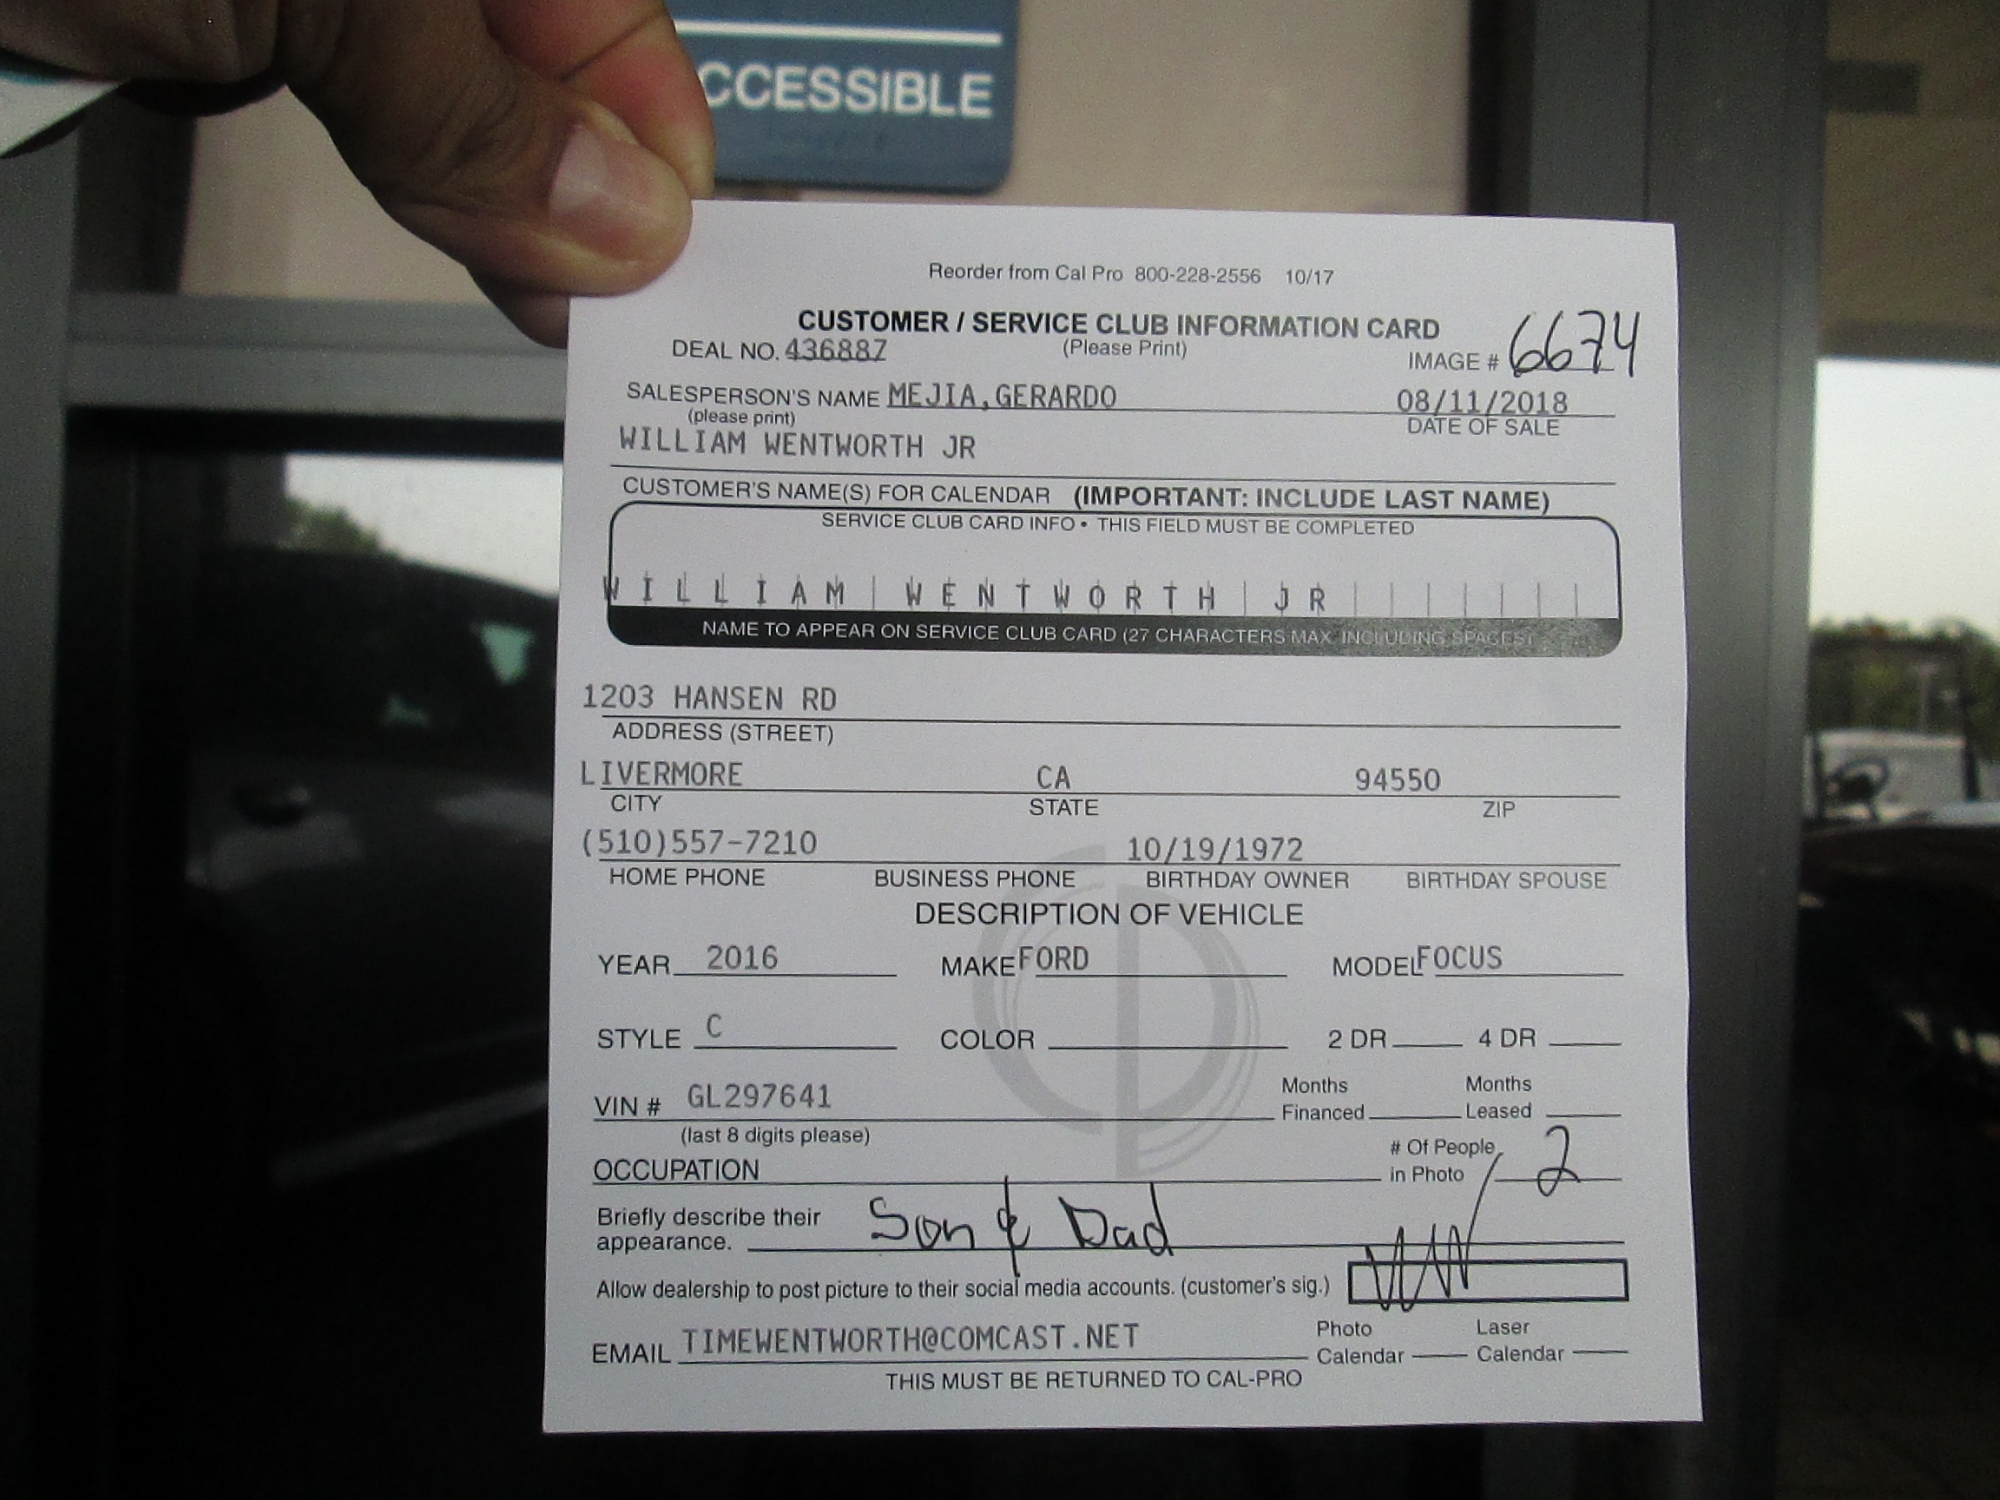 CCESSIBLE
Reorder from Cal Pro 800-228-2556 10/17
CUSTOMER / SERVICE CLUB INFORMATION CARD
DEAL NO. 436887 (Please Print) IMAGE # 6674
SALESPERSON'S NAME MEJIA,GERARDO 08/11/2018
(please print) DATE OF SALE
WILLIAM WENTWORTH JR
CUSTOMER'S NAME(S) FOR CALENDAR (IMPORTANT: INCLUDE LAST NAME)
SERVICE CLUB CARD INFO • THIS FIELD MUST BE COMPLETED
WILLIAM WENTWORTH JR
NAME TO APPEAR ON SERVICE CLUB CARD (27 CHARACTERS MAX. INCLUDING SPACES)
1203 HANSEN RD
ADDRESS (STREET)
LIVERMORE CA 94550
CITY STATE ZIP
(510)557-7210 10/19/1972
HOME PHONE BUSINESS PHONE BIRTHDAY OWNER BIRTHDAY SPOUSE
DESCRIPTION OF VEHICLE
YEAR 2016 MAKE FORD MODEL FOCUS
STYLE C COLOR 2 DR 4 DR
VIN # GL297641 Months Financed Months Leased
(last 8 digits please)
OCCUPATION # Of People in Photo 2
Briefly describe their appearance. Son & Dad
Allow dealership to post picture to their social media accounts. (customer's sig.)
EMAIL TIMEWENTWORTH@COMCAST.NET Photo Calendar Laser Calendar
THIS MUST BE RETURNED TO CAL-PRO